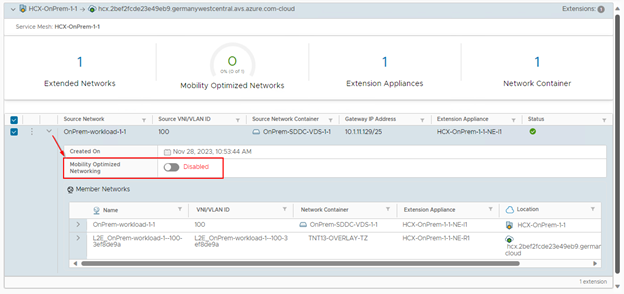 HCX-OnPrem-1-1 → hcx.2bef2fcde23e49eb9.germanywestcentral.avs.azure.com-cloud Extensions: 1
Service Mesh: HCX-OnPrem-1-1
1 0 1 1
0% (0 of 1)
Extended Networks Mobility Optimized Networks Extension Appliances Network Container
Source Network Source VNI/VLAN ID Source Network Container Gateway IP Address Extension Appliance Status
OnPrem-workload-1-1 100 OnPrem-SDDC-VDS-1-1 10.1.11.129/25 HCX-OnPrem-1-1-NE-I1
Created On Nov 28, 2023, 10:53:44 AM
Mobility Optimized
Networking Disabled
Member Networks
Name VNI/VLAN ID Network Container Extension Appliance Location
OnPrem-workload-1-1 100 OnPrem-SDDC-VDS-1-1 HCX-OnPrem-1-1-NE-I1 HCX-OnPrem-1-1
L2E_OnPrem-workload-1--100- L2E_OnPrem-workload-1--100-3 TNT13-OVERLAY-TZ HCX-OnPrem-1-1-NE-R1
3ef8de9a ef8de9a hcx.2bef2fcde23e49eb9.germanywestcentral.avs.azure.com-
cloud
1 extension